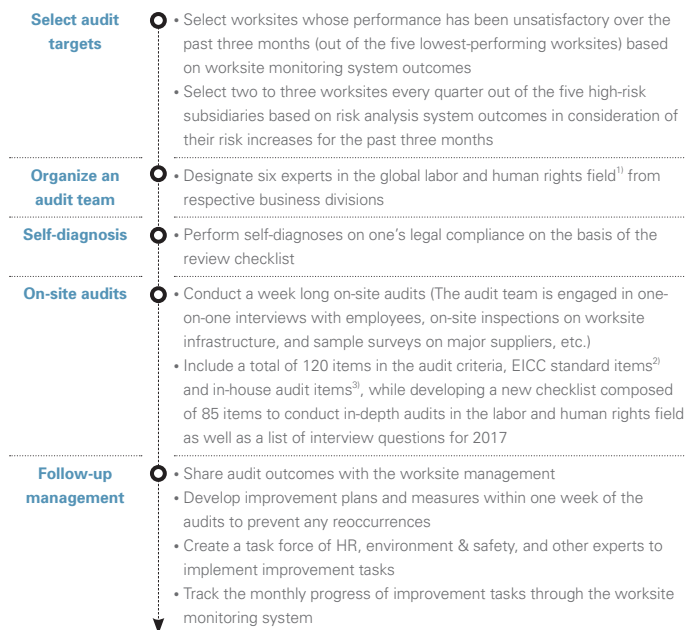 Select audit
targets
• Select worksites whose performance has been unsatisfactory over the
past three months (out of the five lowest-performing worksites) based
on worksite monitoring system outcomes
• Select two to three worksites every quarter out of the five high-risk
subsidiaries based on risk analysis system outcomes in consideration of
their risk increases for the past three months
Organize an
audit team
• Designate six experts in the global labor and human rights field1) from
respective business divisions
Self-diagnosis
• Perform self-diagnoses on one's legal compliance on the basis of the
review checklist
On-site audits
• Conduct a week long on-site audits (The audit team is engaged in one-
on-one interviews with employees, on-site inspections on worksite
infrastructure, and sample surveys on major suppliers, etc.)
• Include a total of 120 items in the audit criteria, EICC standard items2)
and in-house audit items3), while developing a new checklist composed
of 85 items to conduct in-depth audits in the labor and human rights field
as well as a list of interview questions for 2017
Follow-up
management
• Share audit outcomes with the worksite management
• Develop improvement plans and measures within one week of the
audits to prevent any reoccurrences
• Create a task force of HR, environment & safety, and other experts to
implement improvement tasks
• Track the monthly progress of improvement tasks through the worksite
monitoring system